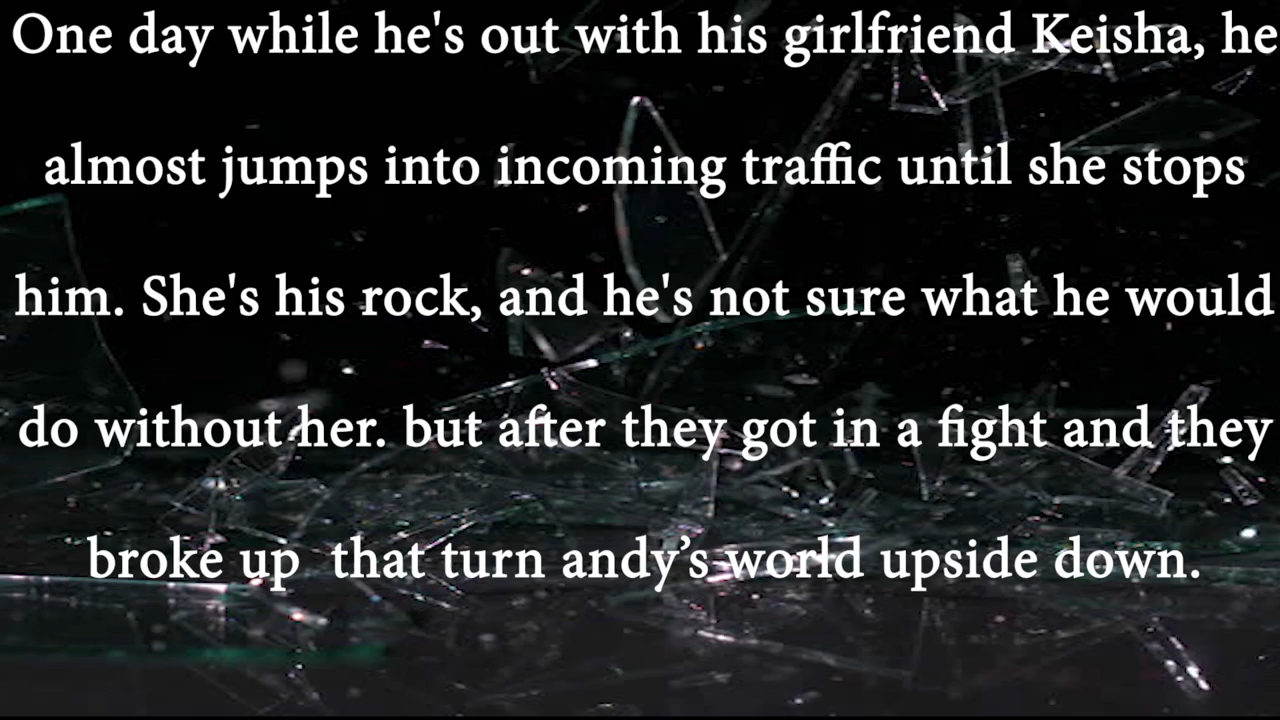 One day while he's out with his girlfriend Keisha, he
almost jumps into incoming traffic until she stops
him. She's his rock, and he's not sure what he would
do without her. but after they got in a fight and they
broke up  that turn andy’s world upside down.